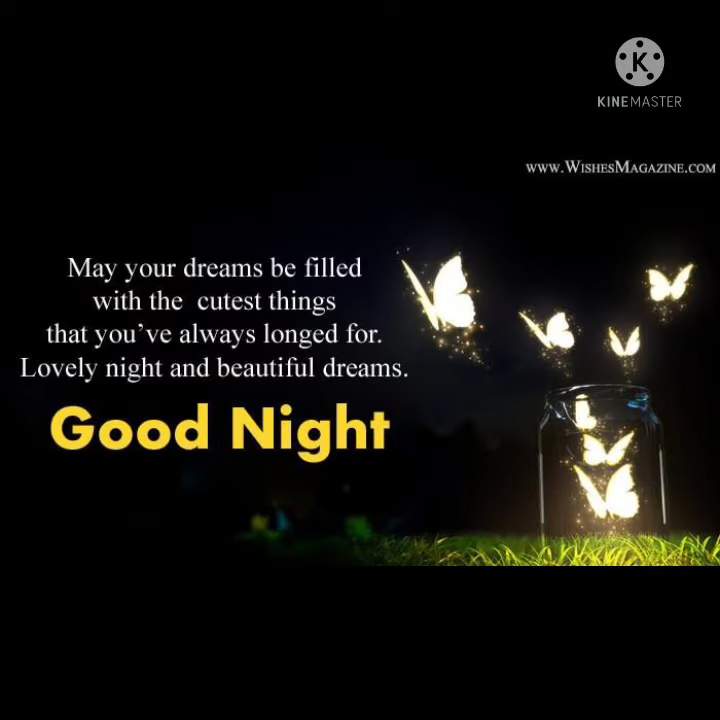 K
KINEMASTER
www.WishesMagazine.com
May your dreams be filled
with the cutest things
that you've always longed for.
Lovely night and beautiful dreams.
Good Night